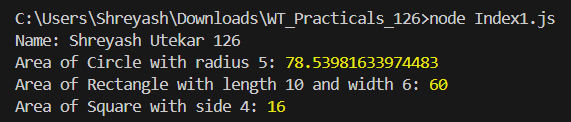 C:\Users\Shreyash\Downloads\WT_Practicals_126>node Index1.js
Name: Shreyash Utekar 126
Area of Circle with radius 5: 78.53981633974483
Area of Rectangle with length 10 and width 6: 60
Area of Square with side 4: 16